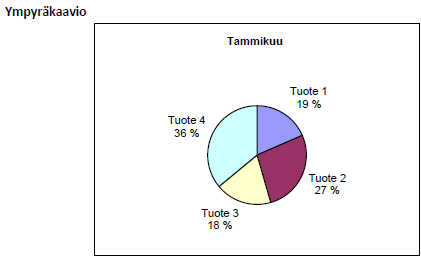 Ympyräkaavio
Tammikuu
Tuote 1
19 %
Tuote 2
27 %
Tuote 3
18 %
Tuote 4
36 %